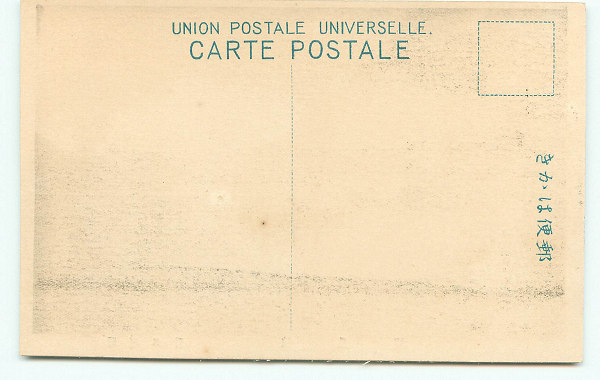 UNION POSTALE UNIVERSELLE.
CARTE POSTALE
郵便はかき